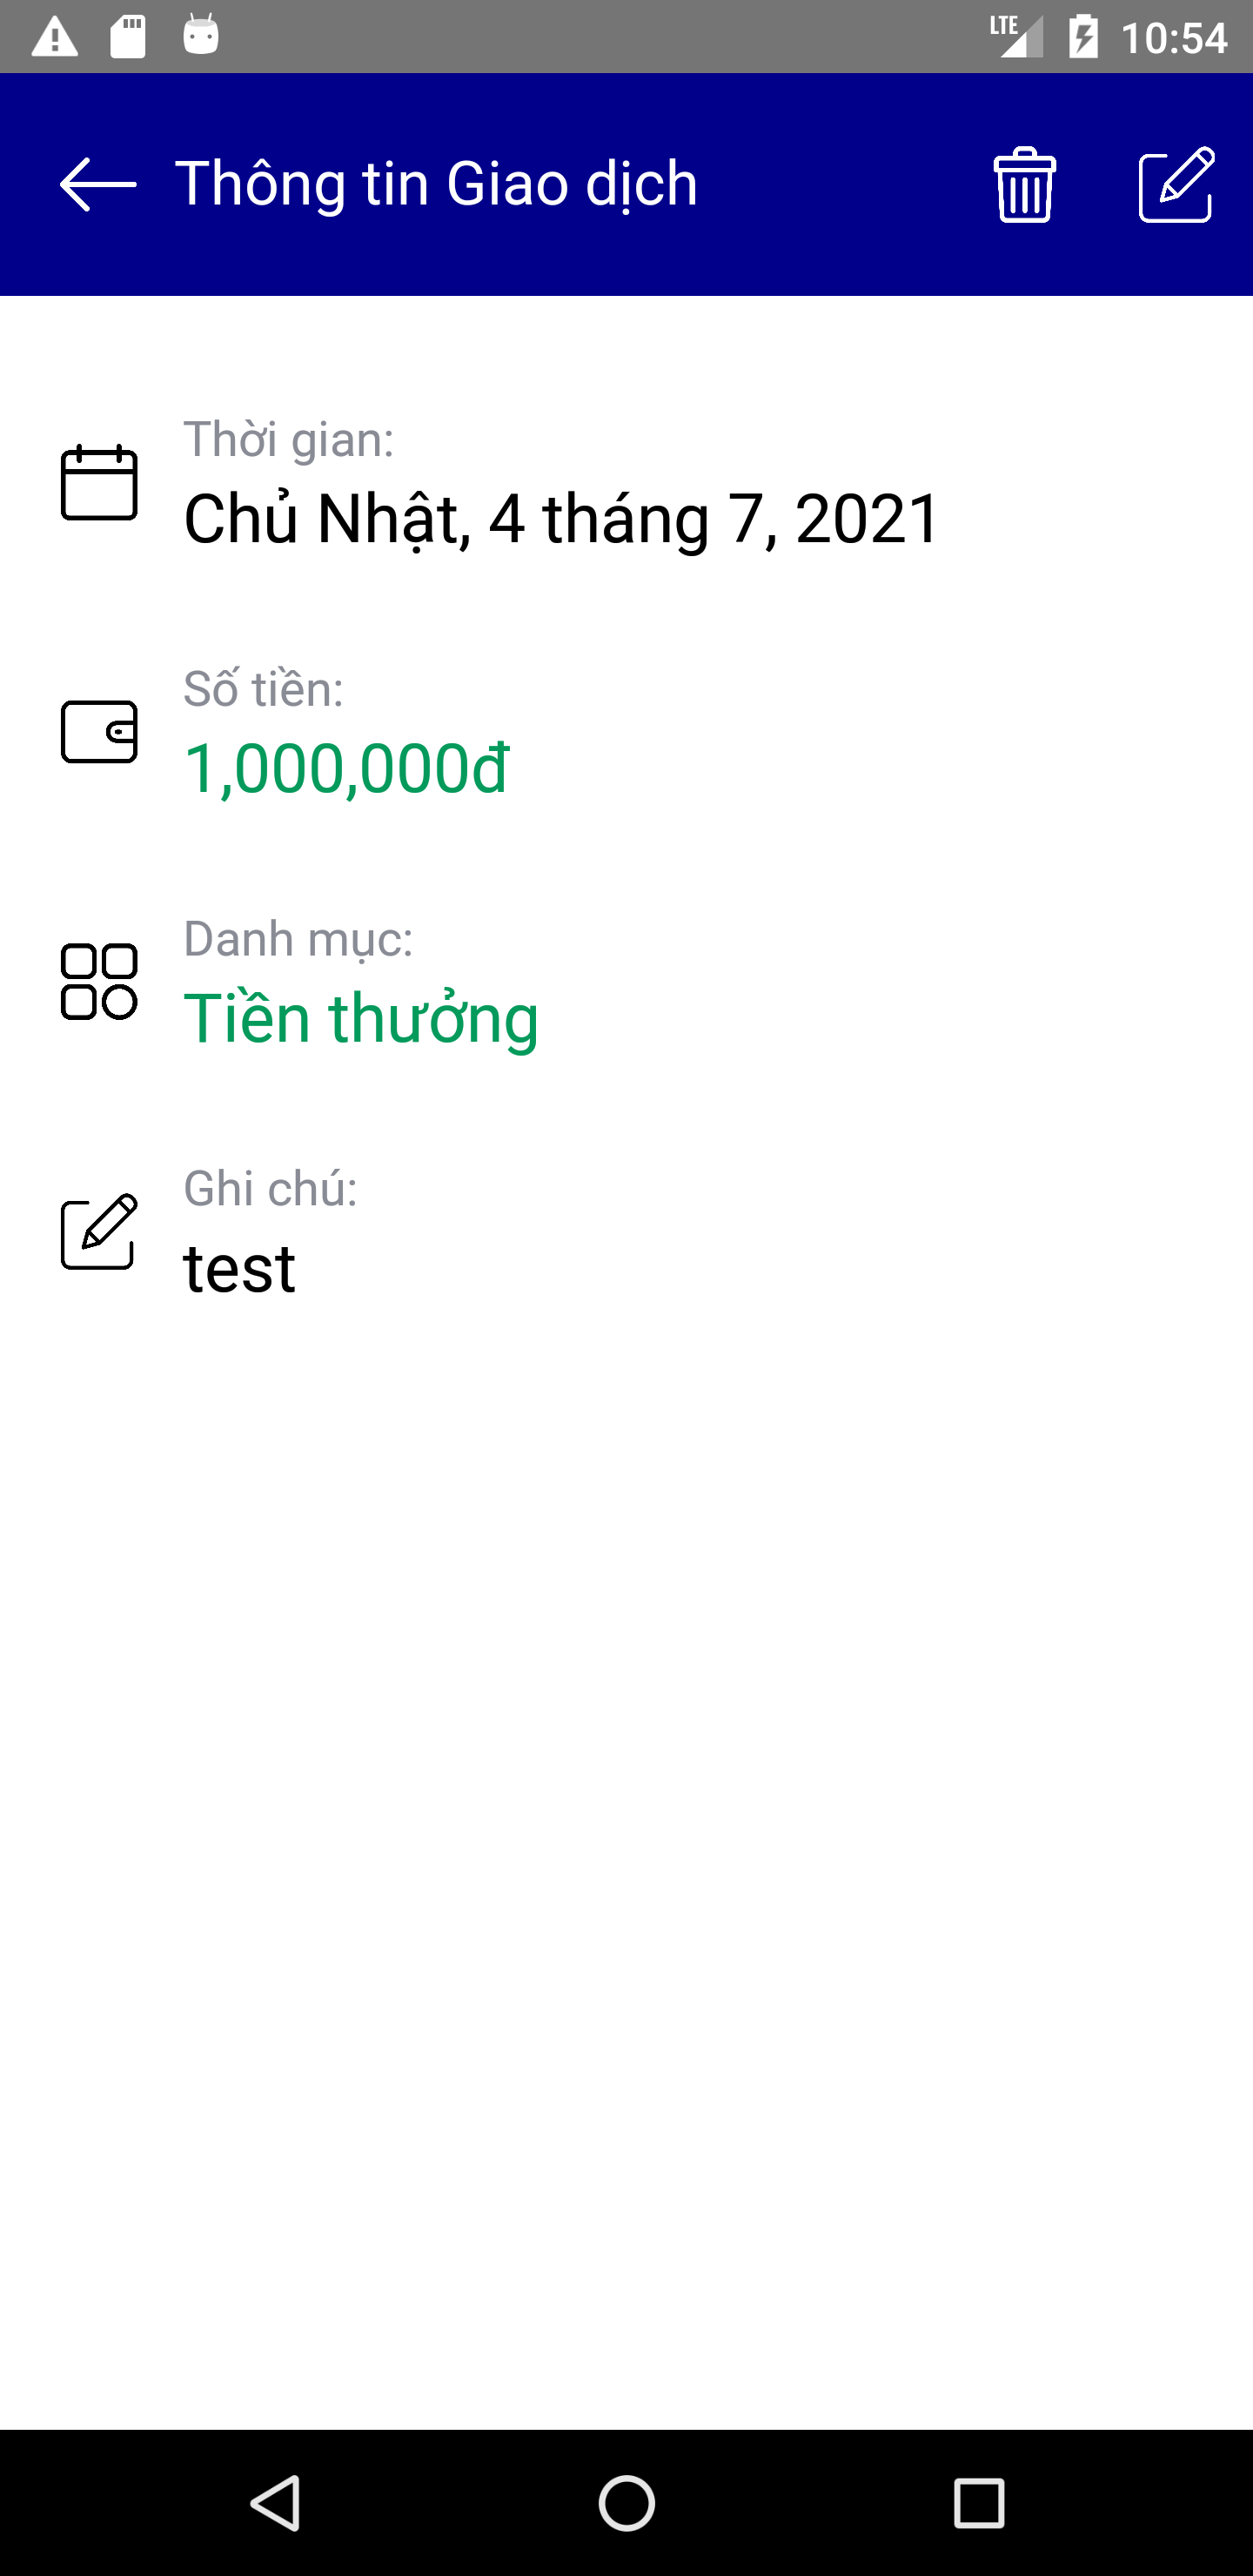 LTE 10:54
Thông tin Giao dịch
Thời gian:
Chủ Nhật, 4 tháng 7, 2021
Số tiền:
1,000,000đ
Danh mục:
Tiền thưởng
Ghi chú:
test